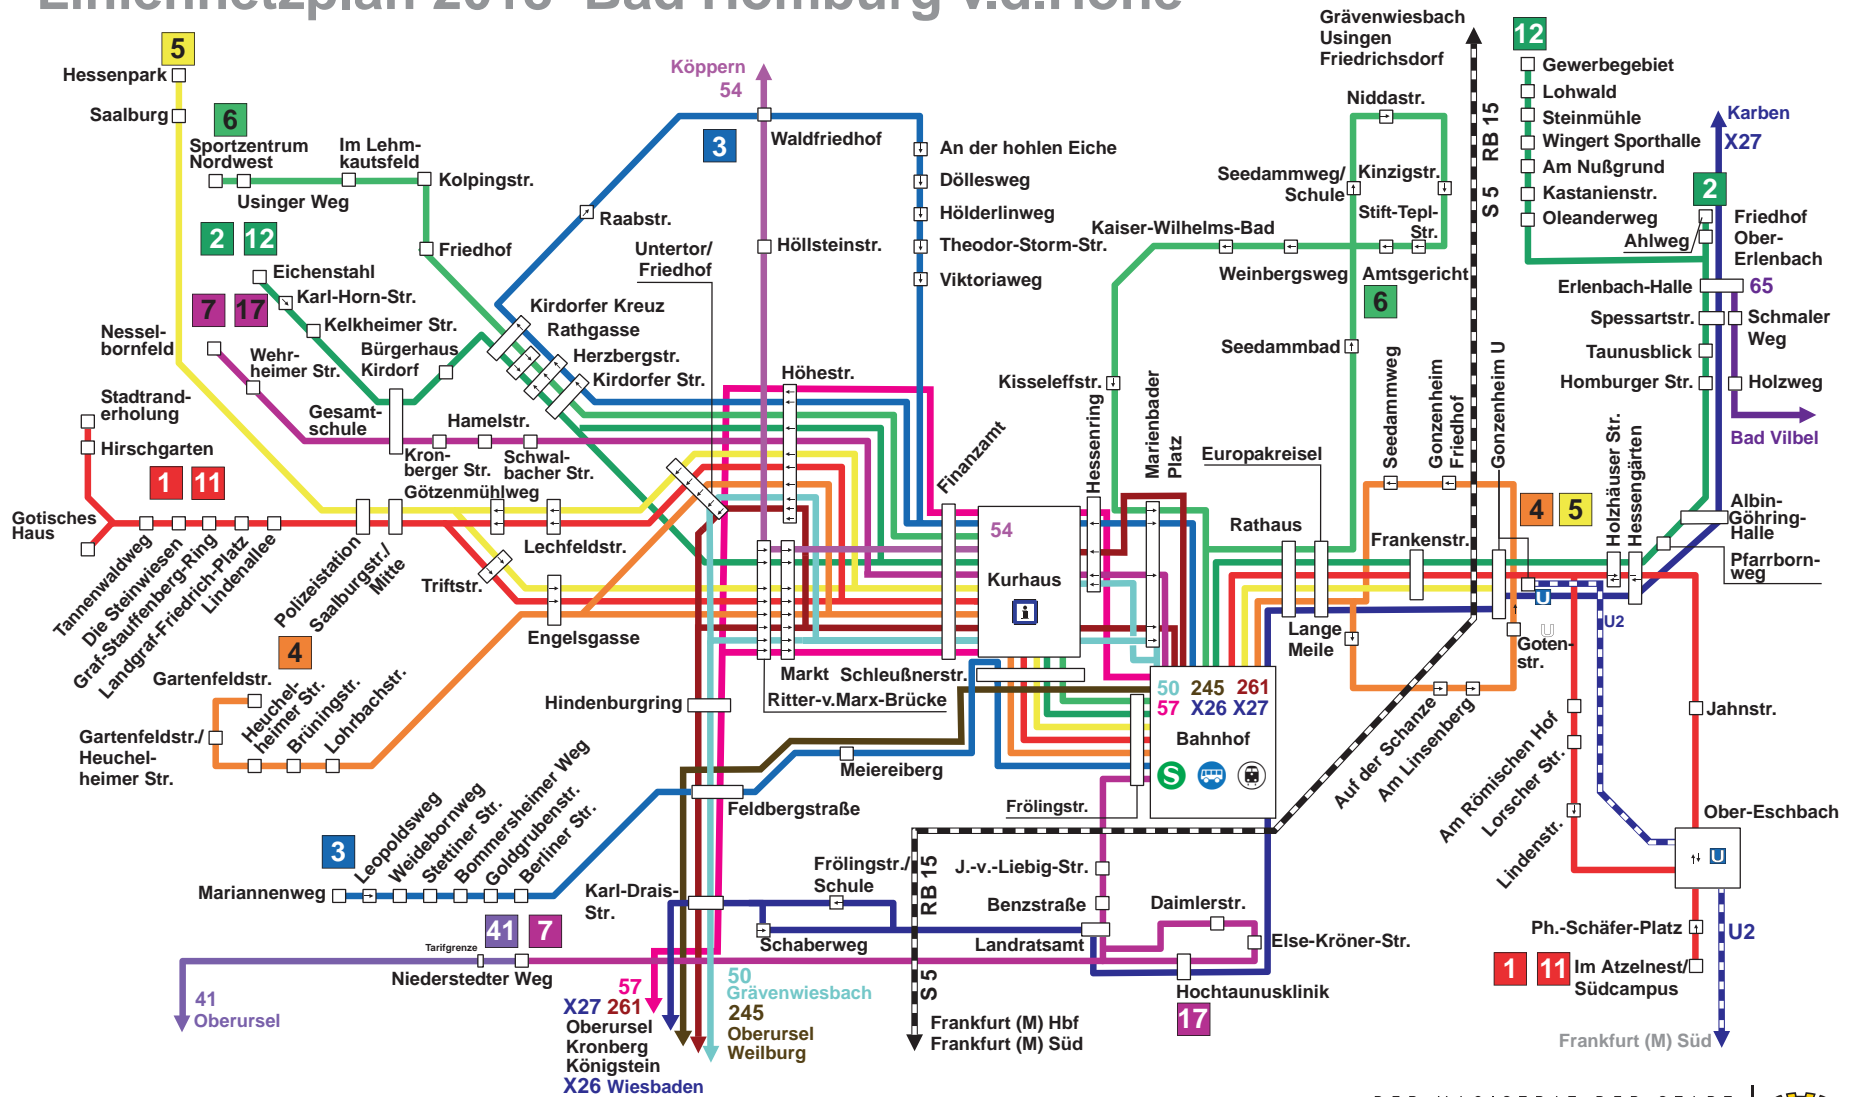 5
Hessenpark
Saalburg
6
Sportzentrum
Nordwest
Im Lehm-
kautsfeld
Kolpingstr.
Usinger Weg
Friedhof
2
12
Eichenstahl
Karl-Horn-Str.
Kelkheimer Str.
Bürgerhaus
Kirdorf
7
17
Nessel-
bornfeld
Wehr-
heimer Str.
Gesamt-
schule
Stadtrand-
erholung
Hirschgarten
1
11
Gotisches
Haus
Tannenwaldweg
Die Steinwiesen
Graf-Stauffenberg-Ring
Landgraf-Friedrich-Platz
Lindenallee
Polizeistation
Saalburgstr./
Mitte
Hamelstr.
Kron-
berger Str.
Schwal-
bacher Str.
Götzenmühlweg
Lechfeldstr.
Triftstr.
Engelsgasse
4
Gartenfeldstr.
Gartenfeldstr./
Heuchel-
heimer Str.
Heuchel-
heimer Str.
Brüningstr.
Lohrbachstr.
3
Mariannenweg
Leopoldsweg
Weidebornweg
Stettiner Str.
Bommersheimer Weg
Goldgrubenstr.
Berliner Str.
41
7
Tarifgrenze
Niederstedter Weg
41
Oberursel
Köppern
54
3
Waldfriedhof
Raabstr.
Höllsteinstr.
Untertor/
Friedhof
Kirdorfer Kreuz
Rathgasse
Herzbergstr.
Kirdorfer Str.
Höhestr.
An der hohlen Eiche
Döllesweg
Hölderlinweg
Theodor-Storm-Str.
Viktoriaweg
Finanzamt
54
Kurhaus
i
Markt
Schleußnerstr.
Ritter-v.Marx-Brücke
Hindenburgring
Meiereiberg
Feldbergstraße
Karl-Drais-
Str.
Frölingstr./
Schule
Schaberweg
57
X27 261
Oberursel
Kronberg
Königstein
X26 Wiesbaden
50
Grävenwiesbach
245
Oberursel
Weilburg
RB 15
S 5
Frankfurt (M) Hbf
Frankfurt (M) Süd
Frölingstr.
J.-v.-Liebig-Str.
Benzstraße
Landratsamt
Daimlerstr.
Else-Kröner-Str.
Hochtaunusklinik
17
50 245 261
57 X26 X27
Bahnhof
S
Kisseleffstr.
Hessenring
Marienbader
Platz
Europakreisel
Rathaus
Lange
Meile
Kaiser-Wilhelms-Bad
Weinbergsweg
Amtsgericht
6
Seedammbad
Seedammweg/
Schule
Niddastr.
Kinzigstr.
Stift-Tepl-
Str.
Grävenwiesbach
Usingen
Friedrichsdorf
RB 15
S 5
Seedammweg
Gonzenheim
Friedhof
Gonzenheim U
Frankenstr.
4
5
U
U
U2
Goten-
str.
Auf der Schanze
Am Linsenberg
Am Römischen Hof
Lorscher Str.
Lindenstr.
Holzhäuser Str.
Hessengärten
12
Gewerbegebiet
Lohwald
Steinmühle
Wingert Sporthalle
Am Nußgrund
Kastanienstr.
Oleanderweg
Karben
X27
2
Friedhof
Ober-
Erlenbach
Ahlweg
Erlenbach-Halle
65
Spessartstr.
Schmaler
Weg
Taunusblick
Homburger Str.
Holzweg
Bad Vilbel
Albin-
Göhring-
Halle
Pfarrborn-
weg
Jahnstr.
Ober-Eschbach
U
Ph.-Schäfer-Platz
U2
1
11
Im Atzelnest/
Südcampus
Frankfurt (M) Süd